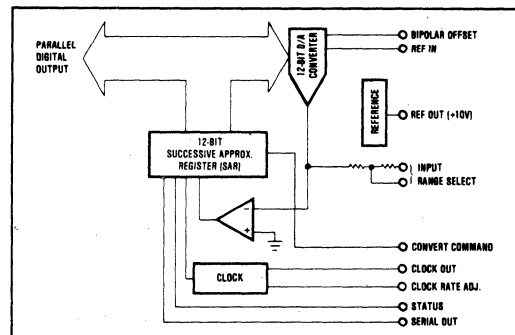 PARALLEL
DIGITAL
OUTPUT
12-BIT D/A
CONVERTER
BIPOLAR OFFSET
REF IN
REFERENCE
REF OUT (+10V)
12-BIT
SUCCESSIVE APPROX.
REGISTER (SAR)
INPUT
RANGE SELECT
−
+
CONVERT COMMAND
CLOCK
CLOCK OUT
CLOCK RATE ADJ.
STATUS
SERIAL OUT